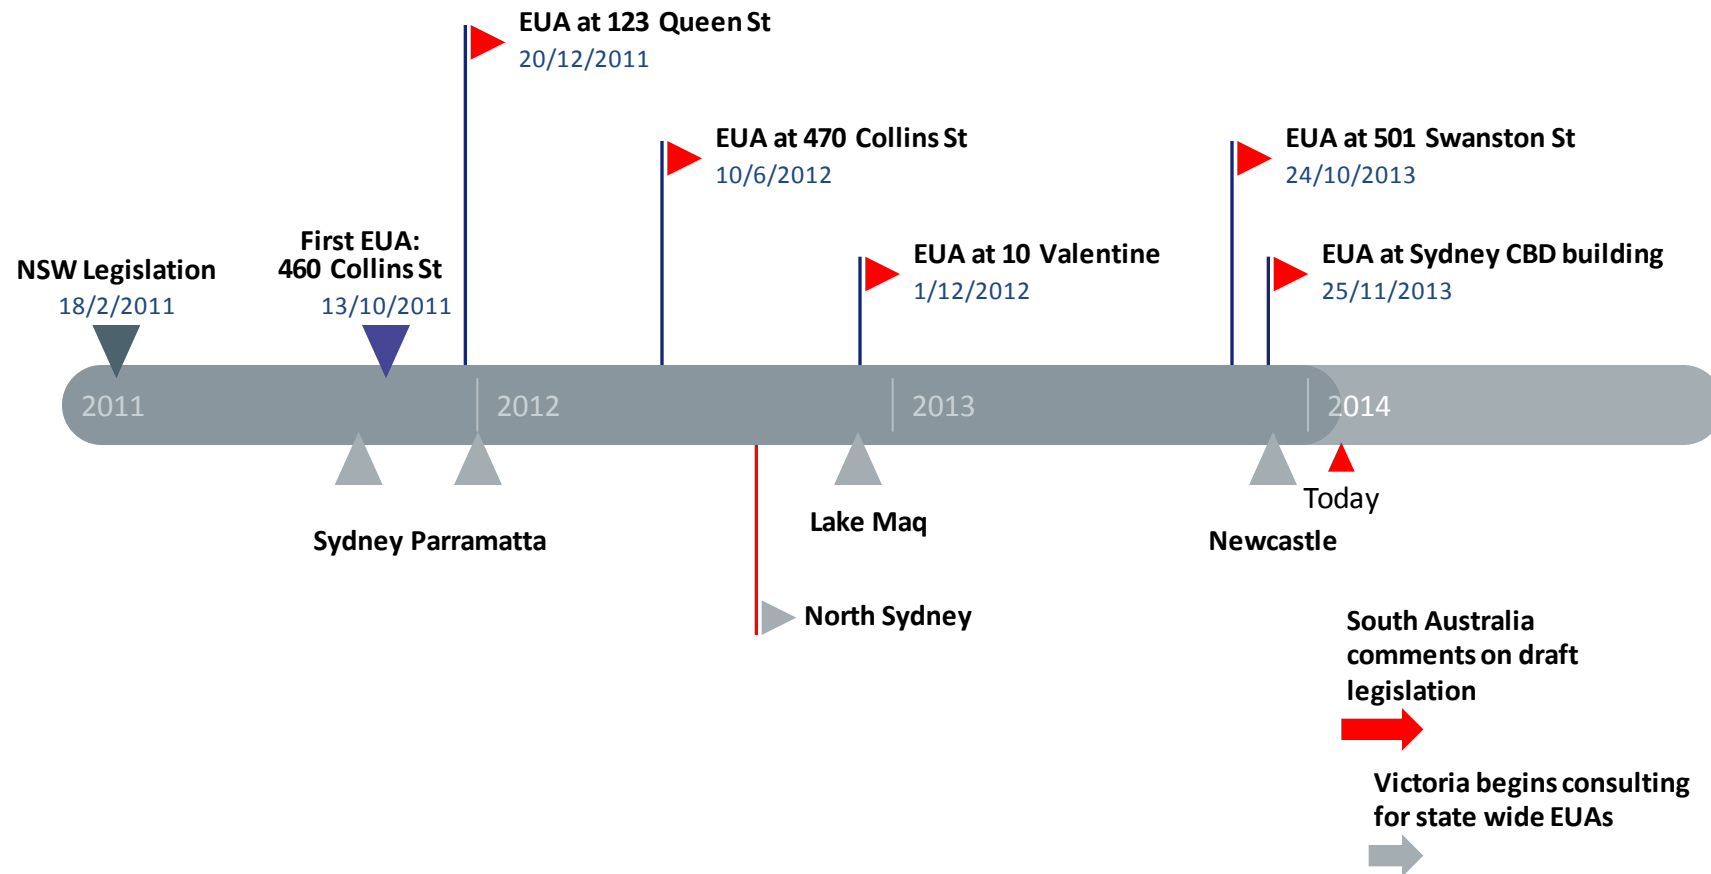 EUA at 123 Queen St
20/12/2011
EUA at 470 Collins St
10/6/2012
EUA at 501 Swanston St
24/10/2013
First EUA:
460 Collins St
13/10/2011
NSW Legislation
18/2/2011
EUA at 10 Valentine
1/12/2012
EUA at Sydney CBD building
25/11/2013
2011
2012
2013
2014
Today
Sydney Parramatta
Lake Maq
Newcastle
North Sydney
South Australia
comments on draft
legislation
Victoria begins consulting
for state wide EUAs